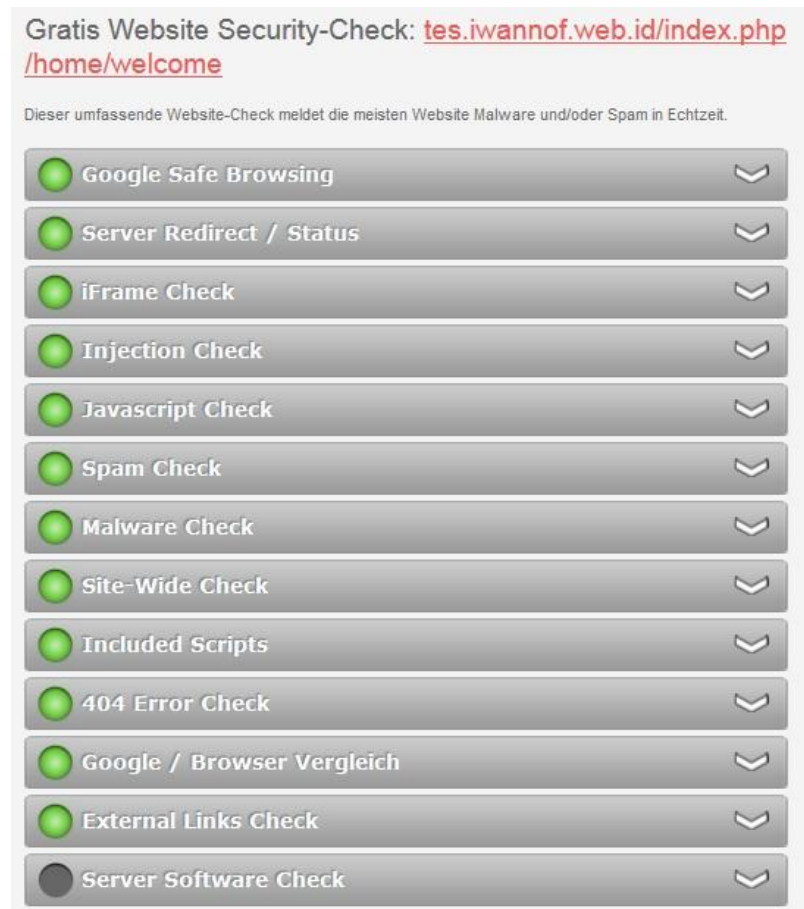 Gratis Website Security-Check: tes.iwannof.web.id/index.php
/home/welcome
Dieser umfassende Website-Check meldet die meisten Website Malware und/oder Spam in Echtzeit.
Google Safe Browsing
Server Redirect / Status
iFrame Check
Injection Check
Javascript Check
Spam Check
Malware Check
Site-Wide Check
Included Scripts
404 Error Check
Google / Browser Vergleich
External Links Check
Server Software Check